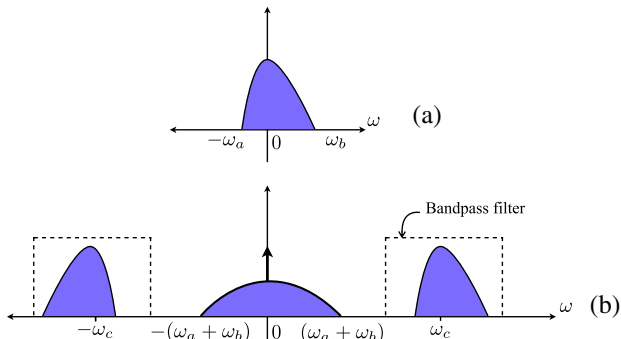 ω
(a)
−ω_a
0
ω_b
Bandpass filter
ω
(b)
−ω_c
−(ω_a + ω_b)
0
(ω_a + ω_b)
ω_c